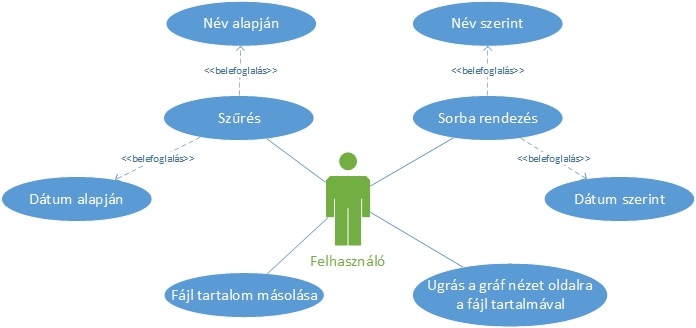 Név alapján
Név szerint
<<belefoglalás>>
<<belefoglalás>>
Szűrés
Sorba rendezés
<<belefoglalás>>
<<belefoglalás>>
Dátum alapján
Dátum szerint
Felhasználó
Fájl tartalom másolása
Ugrás a gráf nézet oldalra
a fájl tartalmával